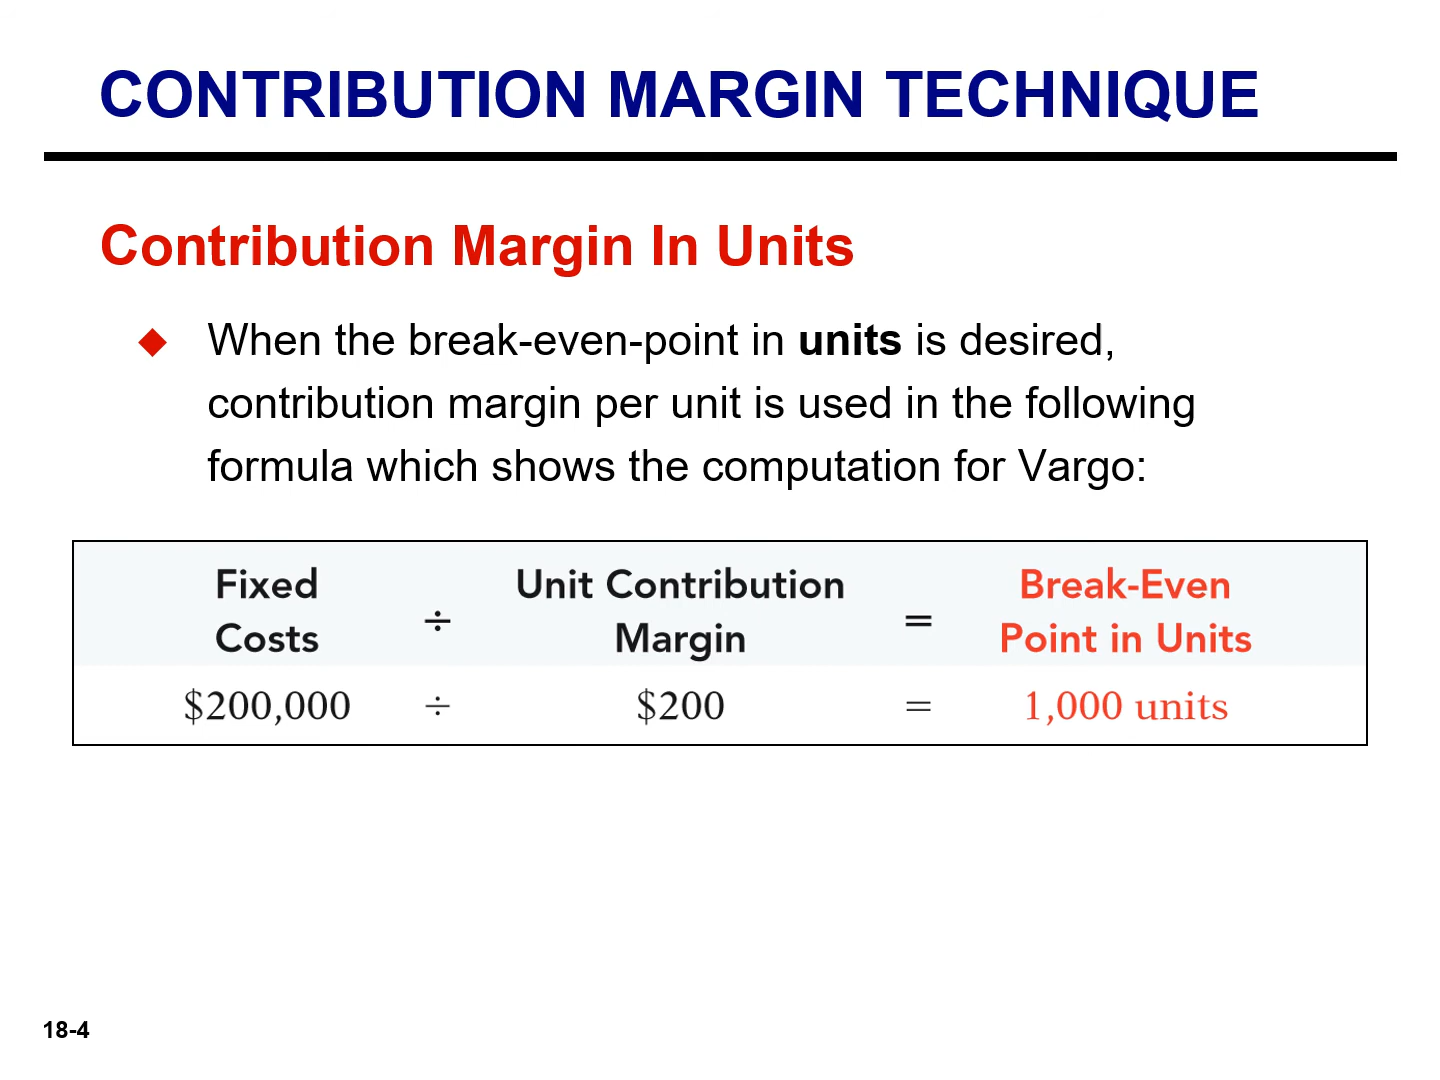 CONTRIBUTION MARGIN TECHNIQUE
Contribution Margin In Units
When the break-even-point in units is desired,
contribution margin per unit is used in the following
formula which shows the computation for Vargo:
Fixed Costs ÷ Unit Contribution Margin = Break-Even Point in Units
$200,000 ÷ $200 = 1,000 units
18-4